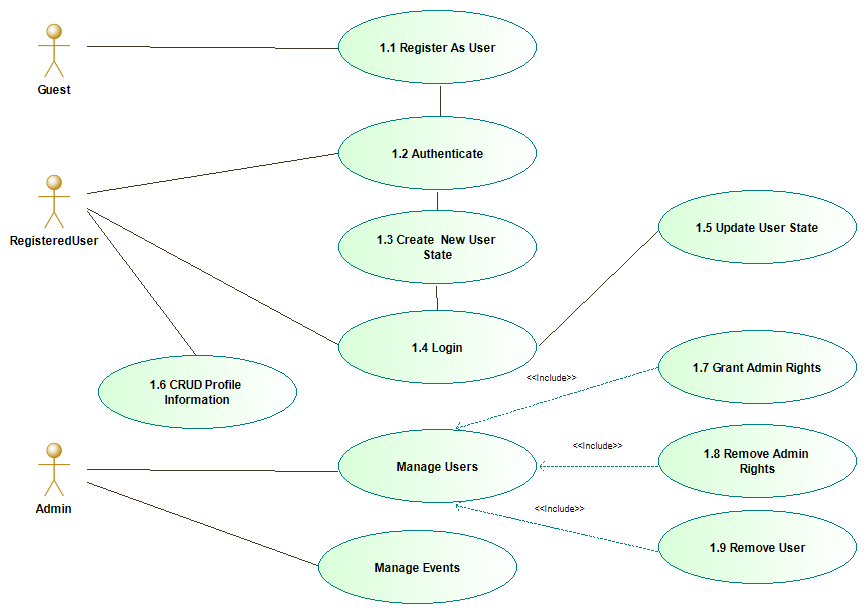 1.1 Register As User
Guest
1.2 Authenticate
RegisteredUser
1.3 Create New User
State
1.5 Update User State
1.4 Login
1.6 CRUD Profile
Information
<<Include>>
1.7 Grant Admin Rights
Admin
Manage Users
<<Include>>
1.8 Remove Admin
Rights
<<Include>>
1.9 Remove User
Manage Events